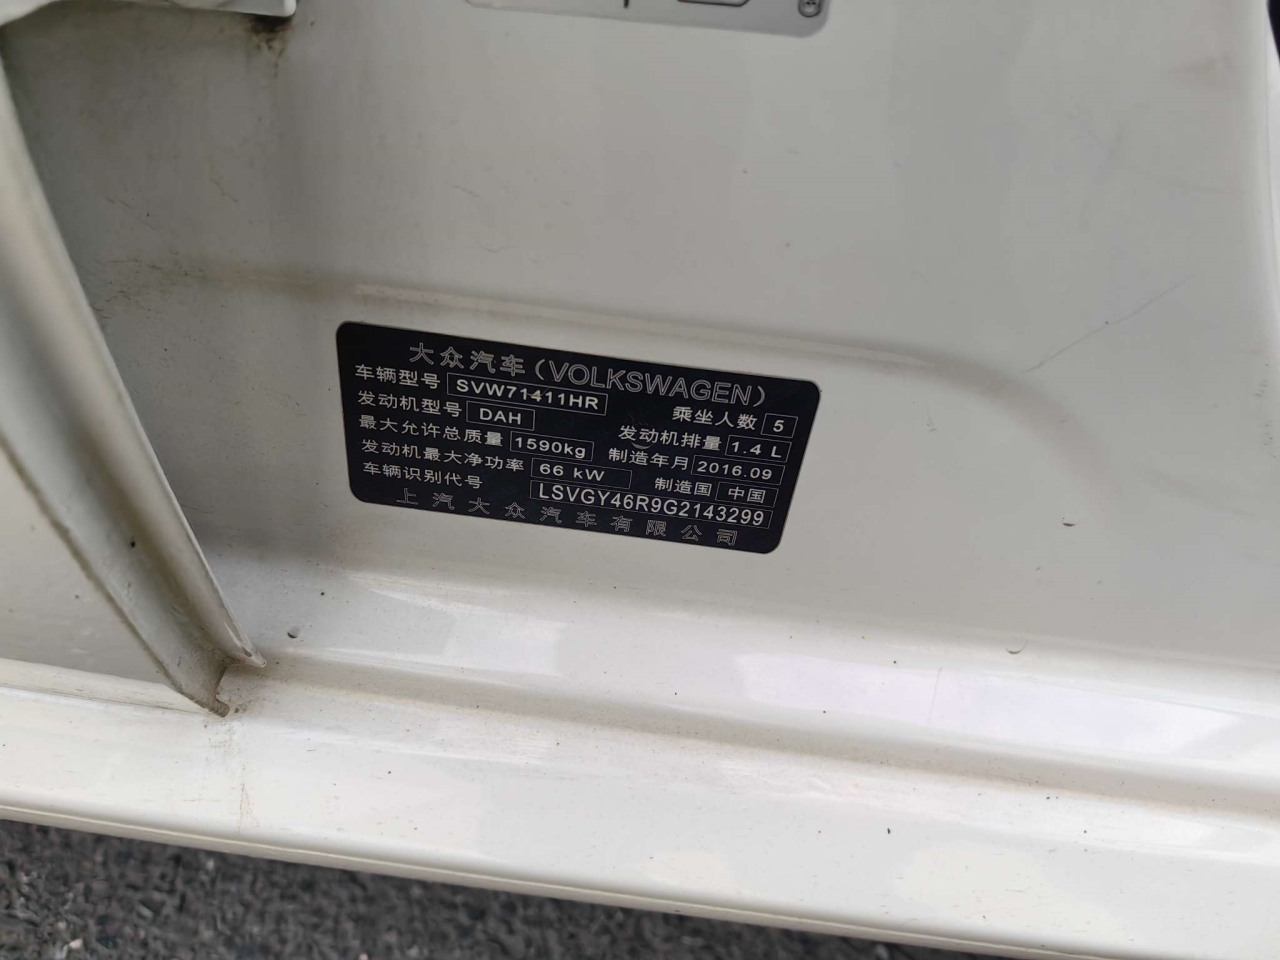 大众汽车(VOLKSWAGEN)
车辆型号 SVW71411HR 乘坐人数 5
发动机型号 DAH 发动机排量 1.4 L
最大允许总质量 1590kg 制造年月 2016.09
发动机最大净功率 66 kW 制造国 中国
车辆识别代号 LSVGY46R9G2143299
上汽大众汽车有限公司